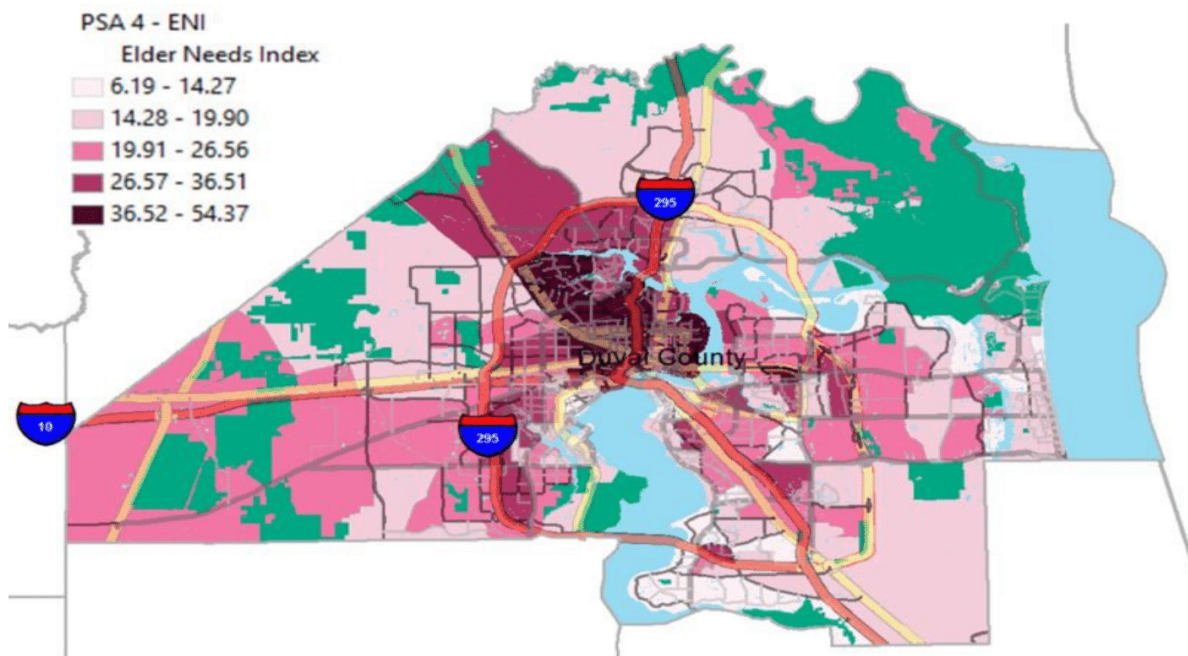 PSA 4 - ENI
Elder Needs Index
6.19 - 14.27
14.28 - 19.90
19.91 - 26.56
26.57 - 36.51
36.52 - 54.37
295
Duval County
10
295